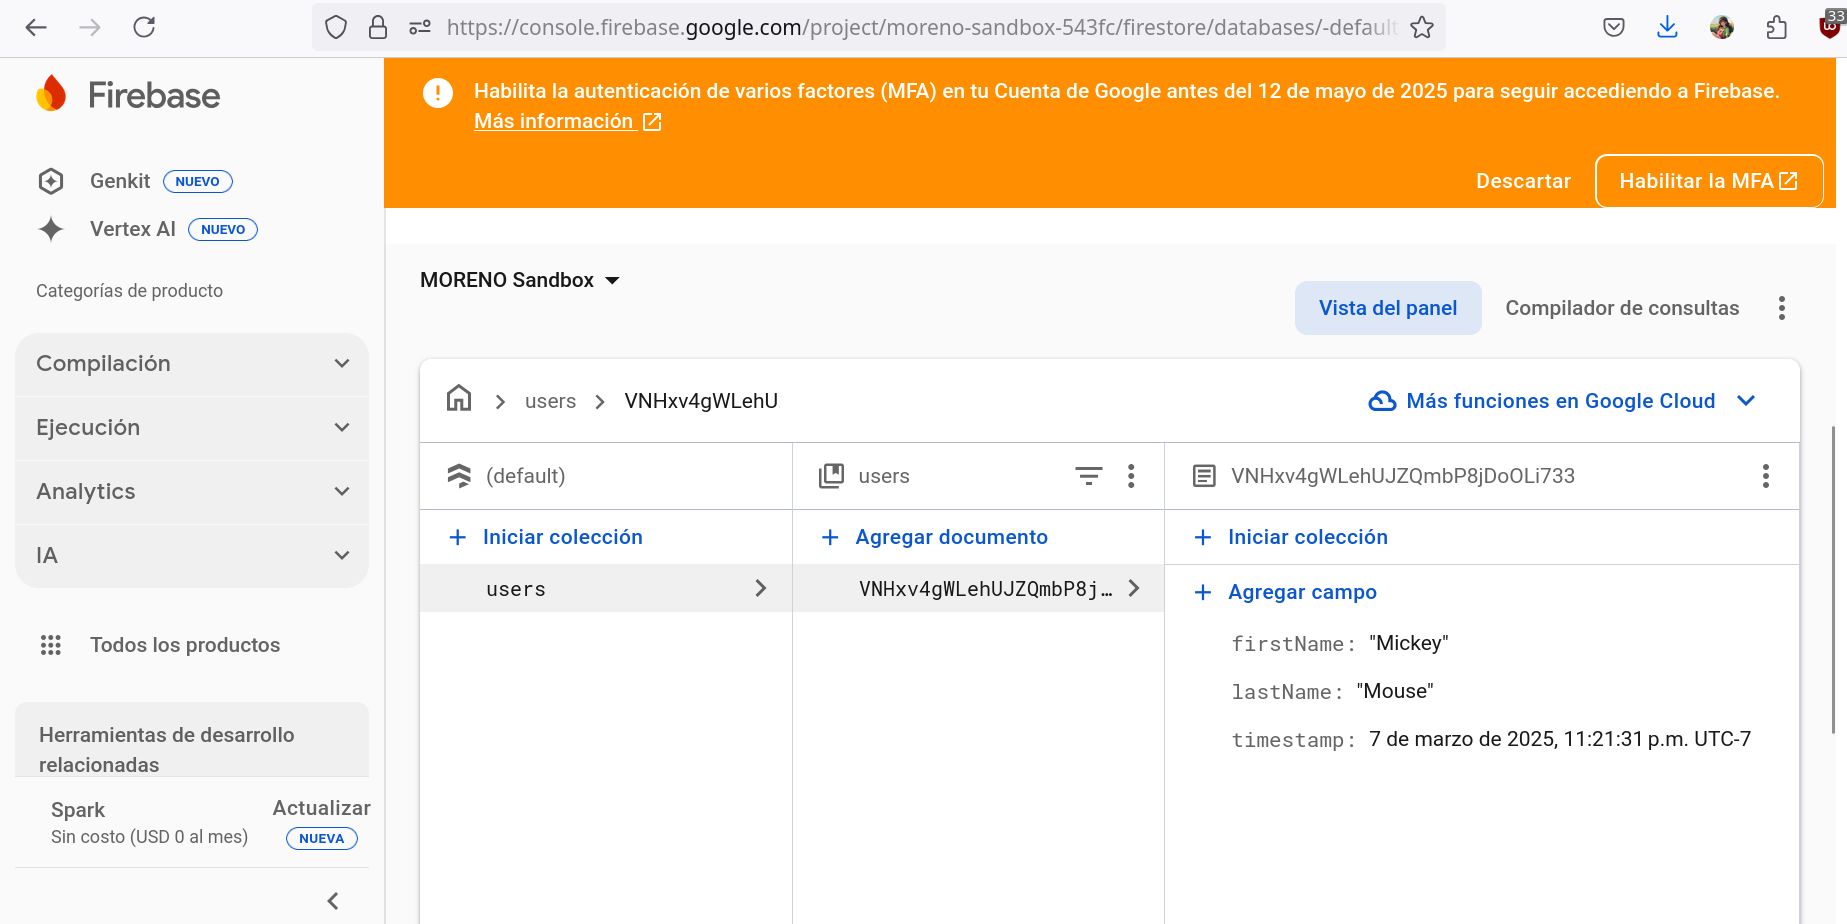 https://console.firebase.google.com/project/moreno-sandbox-543fc/firestore/databases/-default
33
Firebase
Genkit NUEVO
Vertex AI NUEVO
Categorías de producto
Compilación
Ejecución
Analytics
IA
Todos los productos
Herramientas de desarrollo
relacionadas
Spark
Actualizar
Sin costo (USD 0 al mes)
NUEVA
Habilita la autenticación de varios factores (MFA) en tu Cuenta de Google antes del 12 de mayo de 2025 para seguir accediendo a Firebase.
Más información
Descartar
Habilitar la MFA
MORENO Sandbox
Vista del panel
Compilador de consultas
users
VNHxv4gWLehU
Más funciones en Google Cloud
(default)
users
VNHxv4gWLehUJZQmbP8jDoOLi733
+ Iniciar colección
+ Agregar documento
+ Iniciar colección
users
VNHxv4gWLehUJZQmbP8j…
+ Agregar campo
firstName: "Mickey"
lastName: "Mouse"
timestamp: 7 de marzo de 2025, 11:21:31 p.m. UTC-7